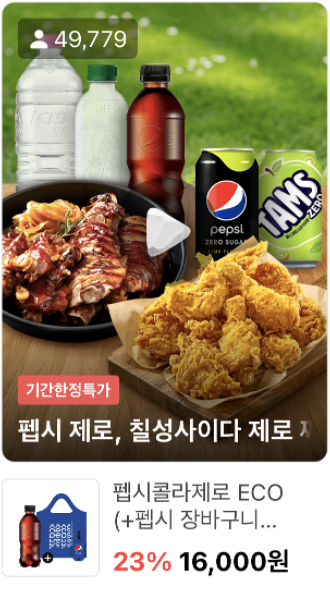 49,779
pepsi
ZERO SUGAR
LIME
TAMS
ZERO
기간한정특가
펩시 제로, 칠성사이다 제로
펩시콜라제로 ECO
(+펩시 장바구니...
23% 16,000원